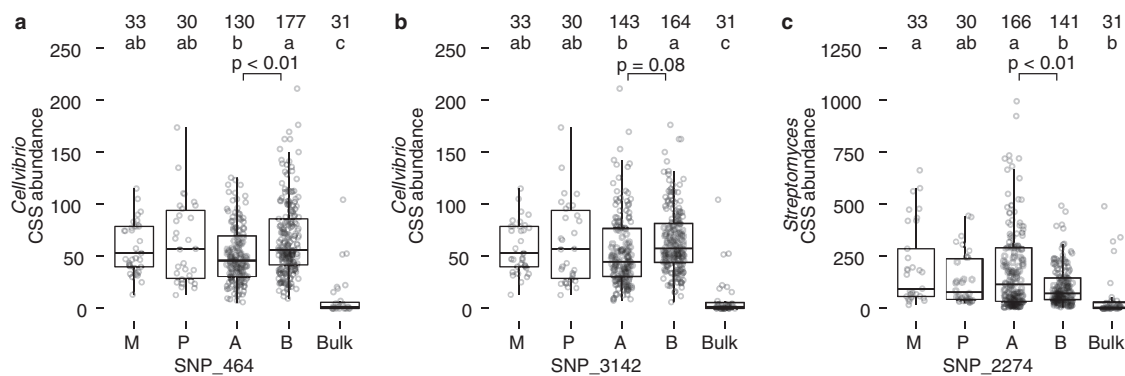 a
33 30 130 177 31
ab ab b a c
p < 0.01
Cellvibrio
CSS abundance
250
200
150
100
50
0
M P A B Bulk
SNP_464
b
33 30 143 164 31
ab ab b a c
p = 0.08
Cellvibrio
CSS abundance
250
200
150
100
50
0
M P A B Bulk
SNP_3142
c
33 30 166 141 31
a ab a b b
p < 0.01
Streptomyces
CSS abundance
1250
1000
750
500
250
0
M P A B Bulk
SNP_2274